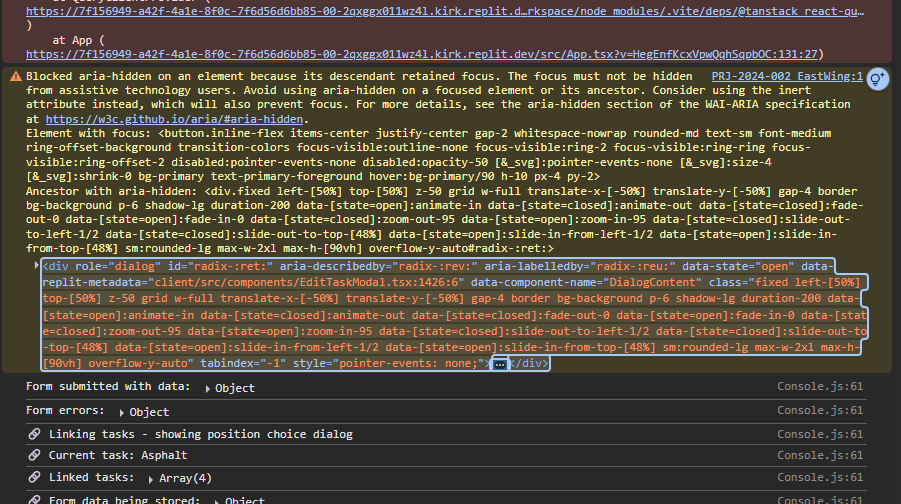 at QueryClientProvider (
https://7f156949-a42f-4a1e-8f0c-7f6d56d6bb85-00-2qxggx011wz4l.kirk.replit.d…rkspace/node_modules/.vite/deps/@tanstack_react-qu…
)
at App (
https://7f156949-a42f-4a1e-8f0c-7f6d56d6bb85-00-2qxggx011wz4l.kirk.replit.dev/src/App.tsx?v=HegEnfKcxVpwQqhSqpbOC:131:27)
Blocked aria-hidden on an element because its descendant retained focus. The focus must not be hidden PRJ-2024-002_EastWing:1
from assistive technology users. Avoid using aria-hidden on a focused element or its ancestor. Consider using the inert
attribute instead, which will also prevent focus. For more details, see the aria-hidden section of the WAI-ARIA specification
at https://w3c.github.io/aria/#aria-hidden.
Element with focus: <button.inline-flex items-center justify-center gap-2 whitespace-nowrap rounded-md text-sm font-medium
ring-offset-background transition-colors focus-visible:outline-none focus-visible:ring-2 focus-visible:ring-ring focus-
visible:ring-offset-2 disabled:pointer-events-none disabled:opacity-50 [&_svg]:pointer-events-none [&_svg]:size-4
[&_svg]:shrink-0 bg-primary text-primary-foreground hover:bg-primary/90 h-10 px-4 py-2>
Ancestor with aria-hidden: <div.fixed left-[50%] top-[50%] z-50 grid w-full translate-x-[-50%] translate-y-[-50%] gap-4 border
bg-background p-6 shadow-lg duration-200 data-[state=open]:animate-in data-[state=closed]:animate-out data-[state=closed]:fade-
out-0 data-[state=open]:fade-in-0 data-[state=closed]:zoom-out-95 data-[state=open]:zoom-in-95 data-[state=closed]:slide-out-
to-left-1/2 data-[state=closed]:slide-out-to-top-[48%] data-[state=open]:slide-in-from-left-1/2 data-[state=open]:slide-in-
from-top-[48%] sm:rounded-lg max-w-2xl max-h-[90vh] overflow-y-auto#radix-:ret:>
<div role="dialog" id="radix-:ret:" aria-describedby="radix-:rev:" aria-labelledby="radix-:reu:" data-state="open" data-
replit-metadata="client/src/components/EditTaskModal.tsx:1426:6" data-component-name="DialogContent" class="fixed left-[50%]
top-[50%] z-50 grid w-full translate-x-[-50%] translate-y-[-50%] gap-4 border bg-background p-6 shadow-lg duration-200 data-
[state=open]:animate-in data-[state=closed]:animate-out data-[state=closed]:fade-out-0 data-[state=open]:fade-in-0 data-[stat
e=closed]:zoom-out-95 data-[state=open]:zoom-in-95 data-[state=closed]:slide-out-to-left-1/2 data-[state=closed]:slide-out-to
-top-[48%] data-[state=open]:slide-in-from-left-1/2 data-[state=open]:slide-in-from-top-[48%] sm:rounded-lg max-w-2xl max-h-
[90vh] overflow-y-auto" tabindex="-1" style="pointer-events: none;">…</div>
Form submitted with data: Object Console.js:61
Form errors: Object Console.js:61
Linking tasks - showing position choice dialog Console.js:61
Current task: Asphalt Console.js:61
Linked tasks: Array(4) Console.js:61
Form data being stored: Object Console.js:61